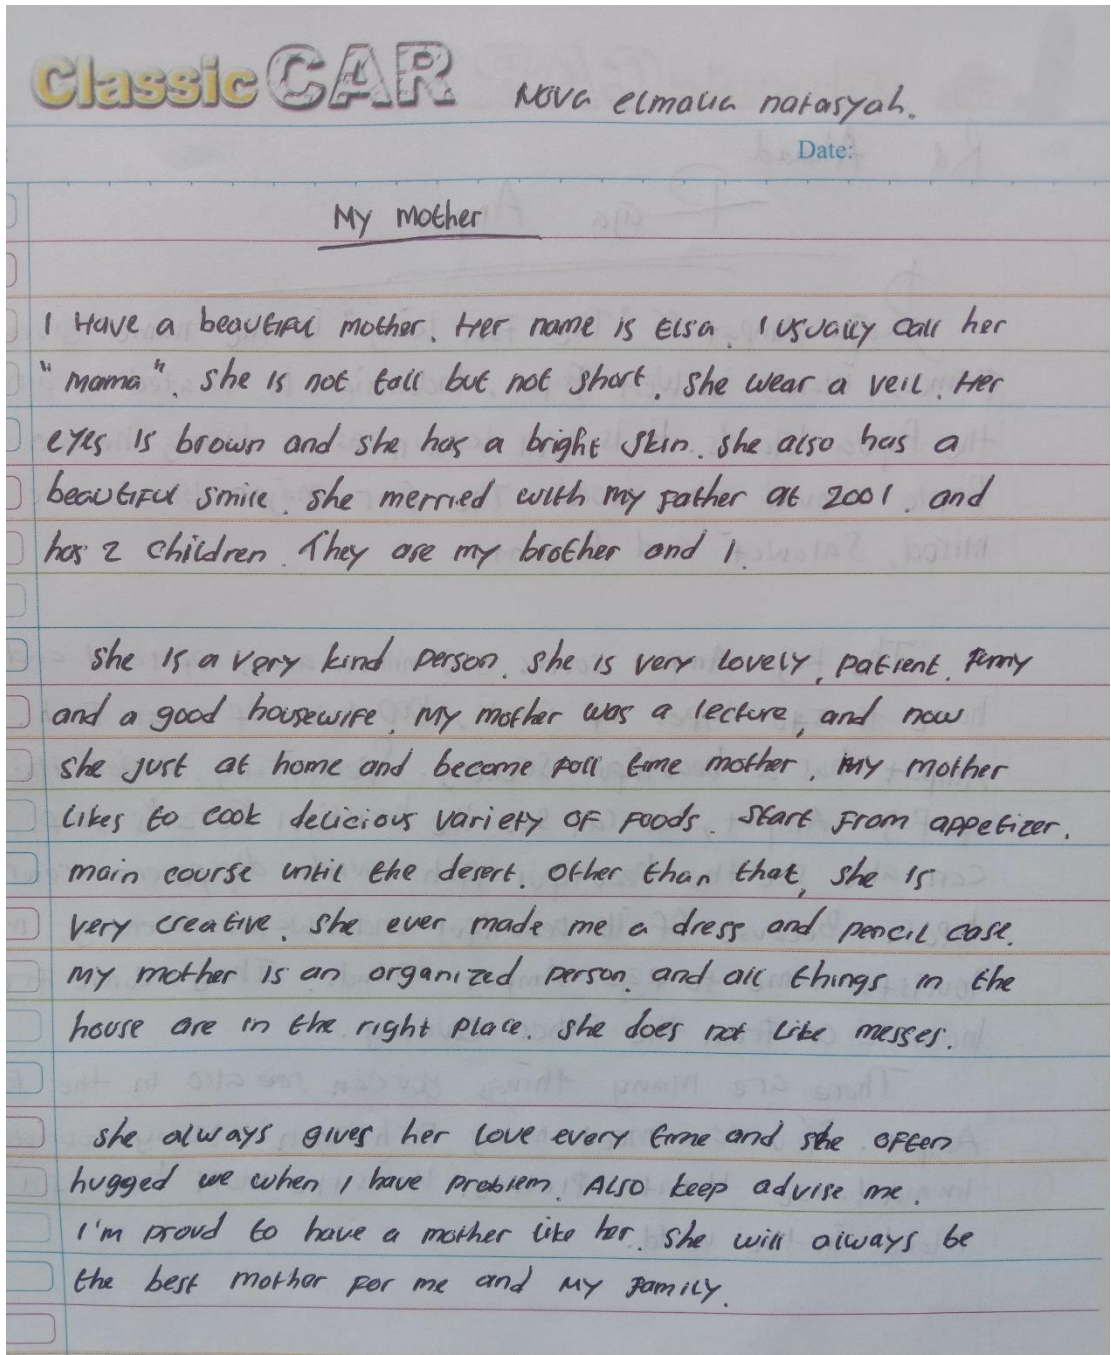 Classic CAR
Nova elmalia natasyah.
Date:
My mother
I Have a beautiful mother. Her name is Elsa. I usually call her
"mama". She is not tall but not short. She wear a veil. Her
eyes is brown and she has a bright skin. she also has a
beautiful smile. she merried with my father at 2001. and
has 2 children. They are my brother and I.
She is a very kind person. She is very lovely, patient, Funny
and a good housewife. My mother was a lecture, and now
she just at home and become full time mother. My mother
likes to cook delicious variety of foods. Start from appetizer,
main course until the desert. Other than that, she is
very creative. She ever made me a dress and pencil case.
My mother is an organized person, and all things in the
house are in the right place. She does not like messes.
She always gives her love every time and she often
hugged me when I have problem. Also keep advise me.
I'm proud to have a mother like her. She will always be
the best mother for me and my family.